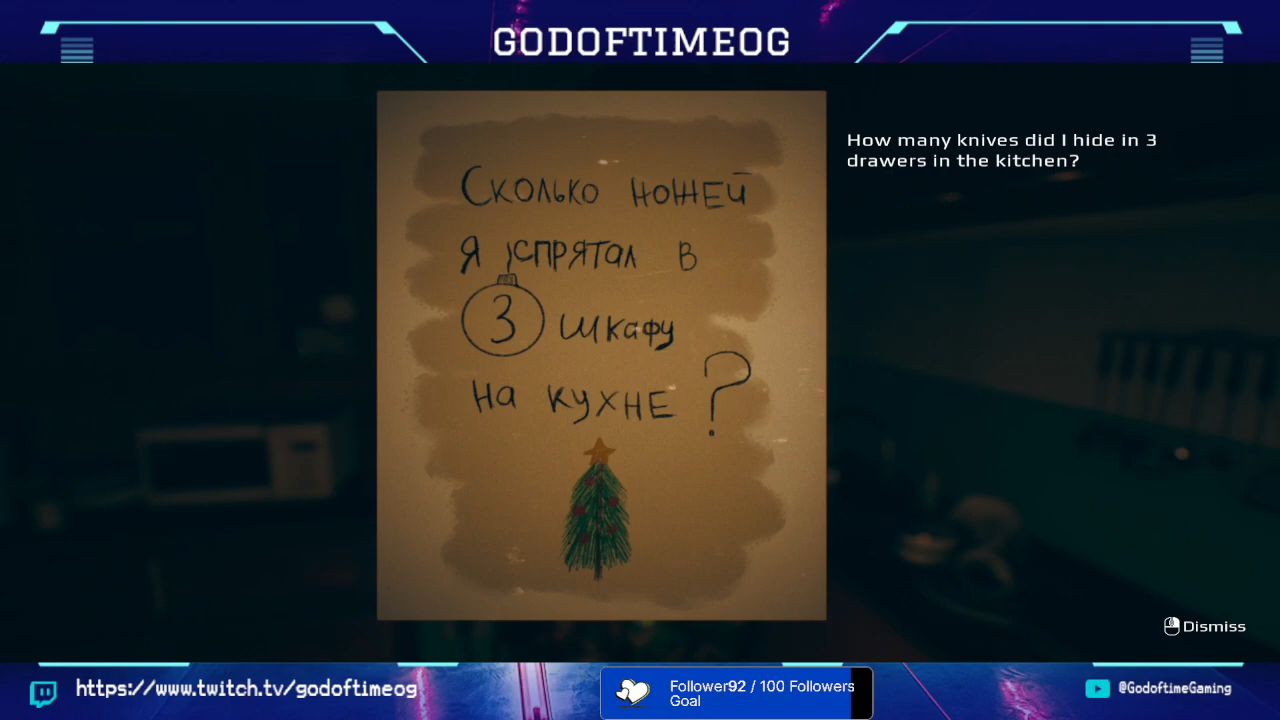 GODOFTIMEOG
Сколько ножей
я спрятал в
3 шкафу
на кухне?
How many knives did I hide in 3
drawers in the kitchen?
Dismiss
https://www.twitch.tv/godoftimeog
Follower92 / 100 Followers
Goal
@GodoftimeGaming